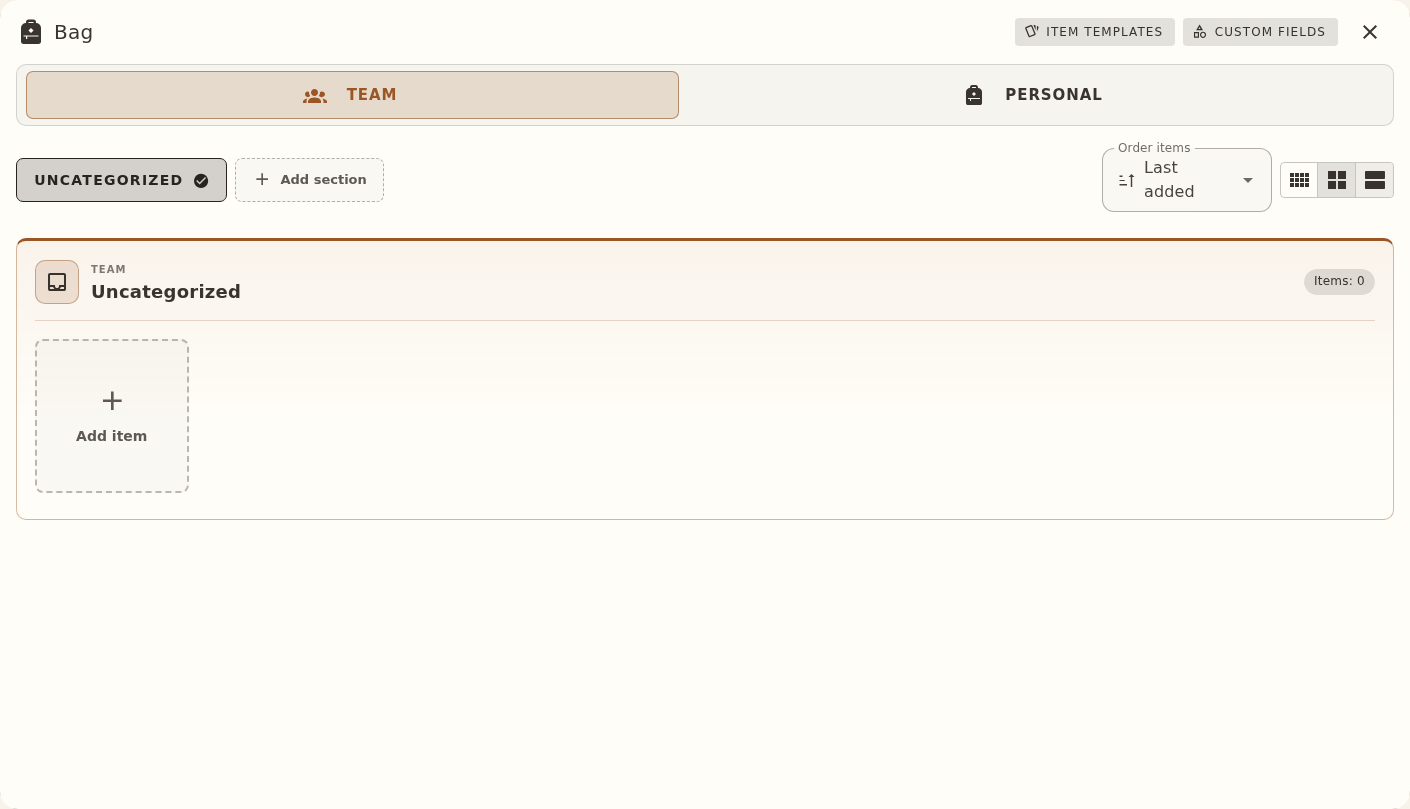 Bag
ITEM TEMPLATES
CUSTOM FIELDS
TEAM
PERSONAL
UNCATEGORIZED
Add section
Order items
Last
added
TEAM
Uncategorized
Items: 0
Add item